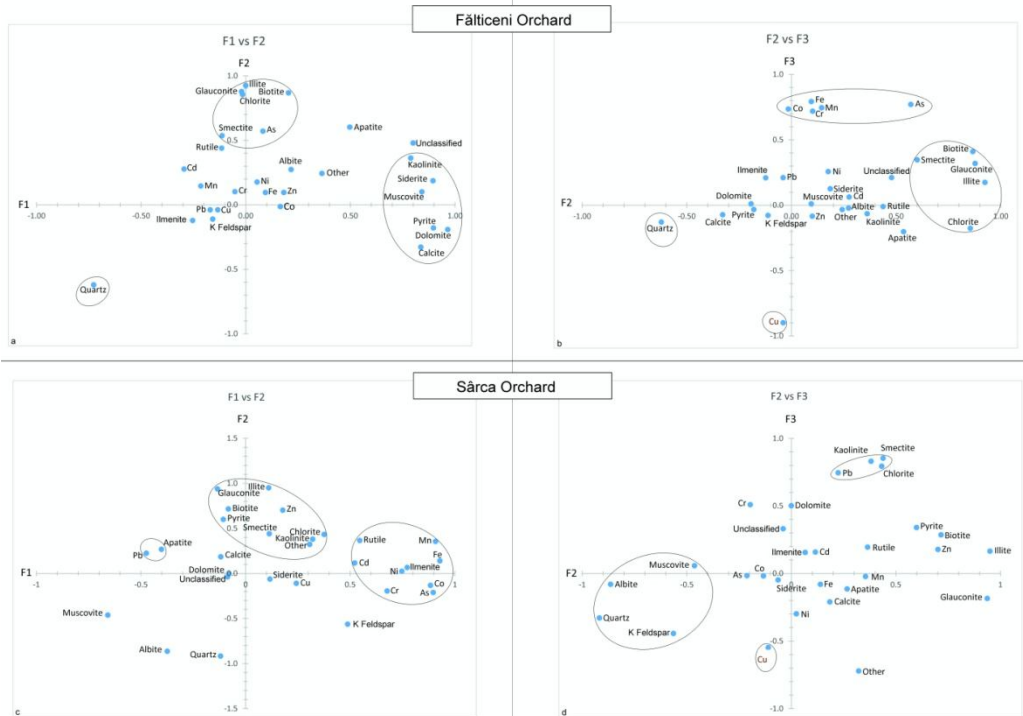 Fălticeni Orchard
F1 vs F2
F2
1.0
Illite
Glauconite
Biotite
Chlorite
Smectite
As
Apatite
0.5
Rutile
Unclassified
Kaolinite
Albite
Cd
Other
Siderite
Ni
Mn
Cr
Fe
Zn
Muscovite
F1
-1.00
-0.50
0.50
1.00
Pb
Cu
Co
Ilmenite
K Feldspar
Pyrite
Dolomite
Calcite
-0.5
Quartz
-1.0
a
F2 vs F3
F3
1.0
Fe
As
Co
Mn
Cr
0.5
Biotite
Smectite
Glauconite
Ilmenite
Pb
Ni
Unclassified
Illite
Siderite
Dolomite
Muscovite
Cd
F2
-1.00
-0.50
0.50
1.00
Pyrite
Albite
Rutile
Calcite
K Feldspar
Zn
Other
Kaolinite
Quartz
Apatite
Chlorite
-0.5
Cu
-1.0
b
Sârca Orchard
F1 vs F2
F2
1.5
1.0
Illite
Glauconite
Biotite
Zn
Pyrite
0.5
Smectite
Chlorite
Kaolinite
Other
Rutile
Mn
Apatite
Pb
Calcite
Fe
Cd
Ilmenite
Ni
Dolomite
Unclassified
Siderite
F1
-1
-0.5
0
0.5
1
Cu
Co
Cr
As
Muscovite
-0.5
K Feldspar
Albite
Quartz
-1.0
-1.5
c
F2 vs F3
F3
1.0
Kaolinite
Smectite
Pb
Chlorite
Cr
0.5
Dolomite
Unclassified
Pyrite
Biotite
Ilmenite
Cd
Rutile
Zn
Illite
Muscovite
As
Co
Mn
F2
-1
-0.5
0
0.5
1
Albite
Siderite
Fe
Apatite
Glauconite
Calcite
Quartz
Ni
K Feldspar
-0.5
Cu
Other
-1.0
d